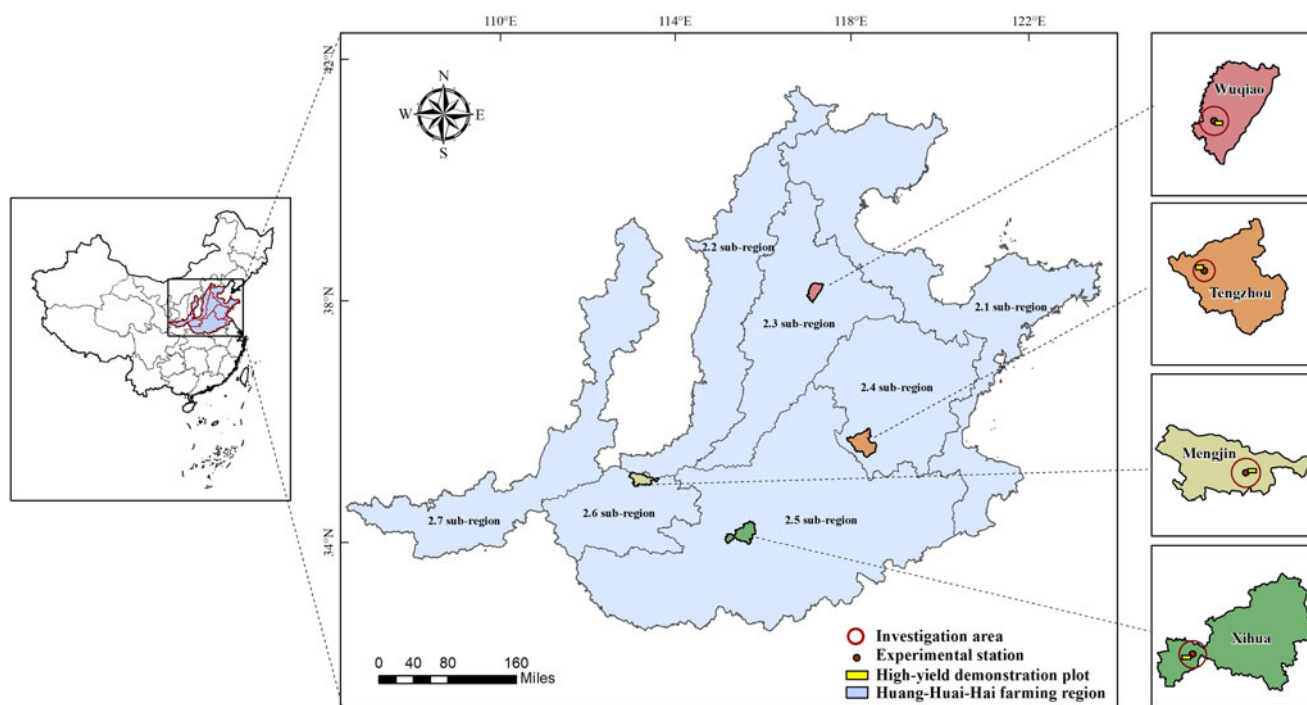 110°E
114°E
118°E
122°E
42°N
38°N
34°N
N
W
E
S
2.2 sub-region
2.3 sub-region
2.1 sub-region
2.4 sub-region
2.7 sub-region
2.6 sub-region
2.5 sub-region
0 40 80 160
Miles
Investigation area
Experimental station
High-yield demonstration plot
Huang-Huai-Hai farming region
Wuqiao
Tengzhou
Mengjin
Xihua